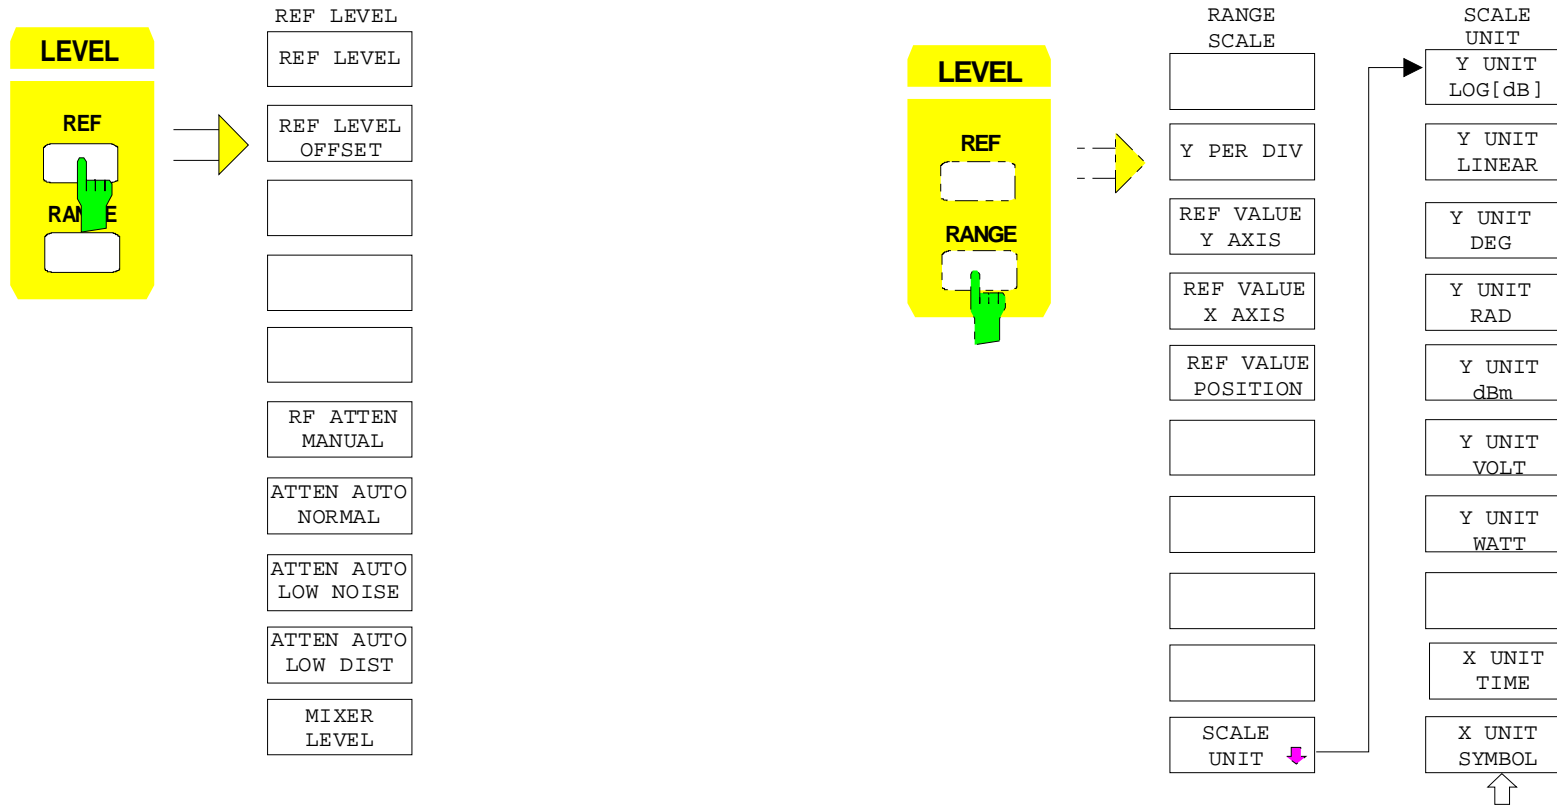 REF LEVEL
LEVEL
REF
RANGE
REF LEVEL
REF LEVEL
OFFSET
RF ATTEN
MANUAL
ATTEN AUTO
NORMAL
ATTEN AUTO
LOW NOISE
ATTEN AUTO
LOW DIST
MIXER
LEVEL
LEVEL
REF
RANGE
RANGE
SCALE
Y PER DIV
REF VALUE
Y AXIS
REF VALUE
X AXIS
REF VALUE
POSITION
SCALE
UNIT
SCALE
UNIT
Y UNIT
LOG[dB]
Y UNIT
LINEAR
Y UNIT
DEG
Y UNIT
RAD
Y UNIT
dBm
Y UNIT
VOLT
Y UNIT
WATT
X UNIT
TIME
X UNIT
SYMBOL